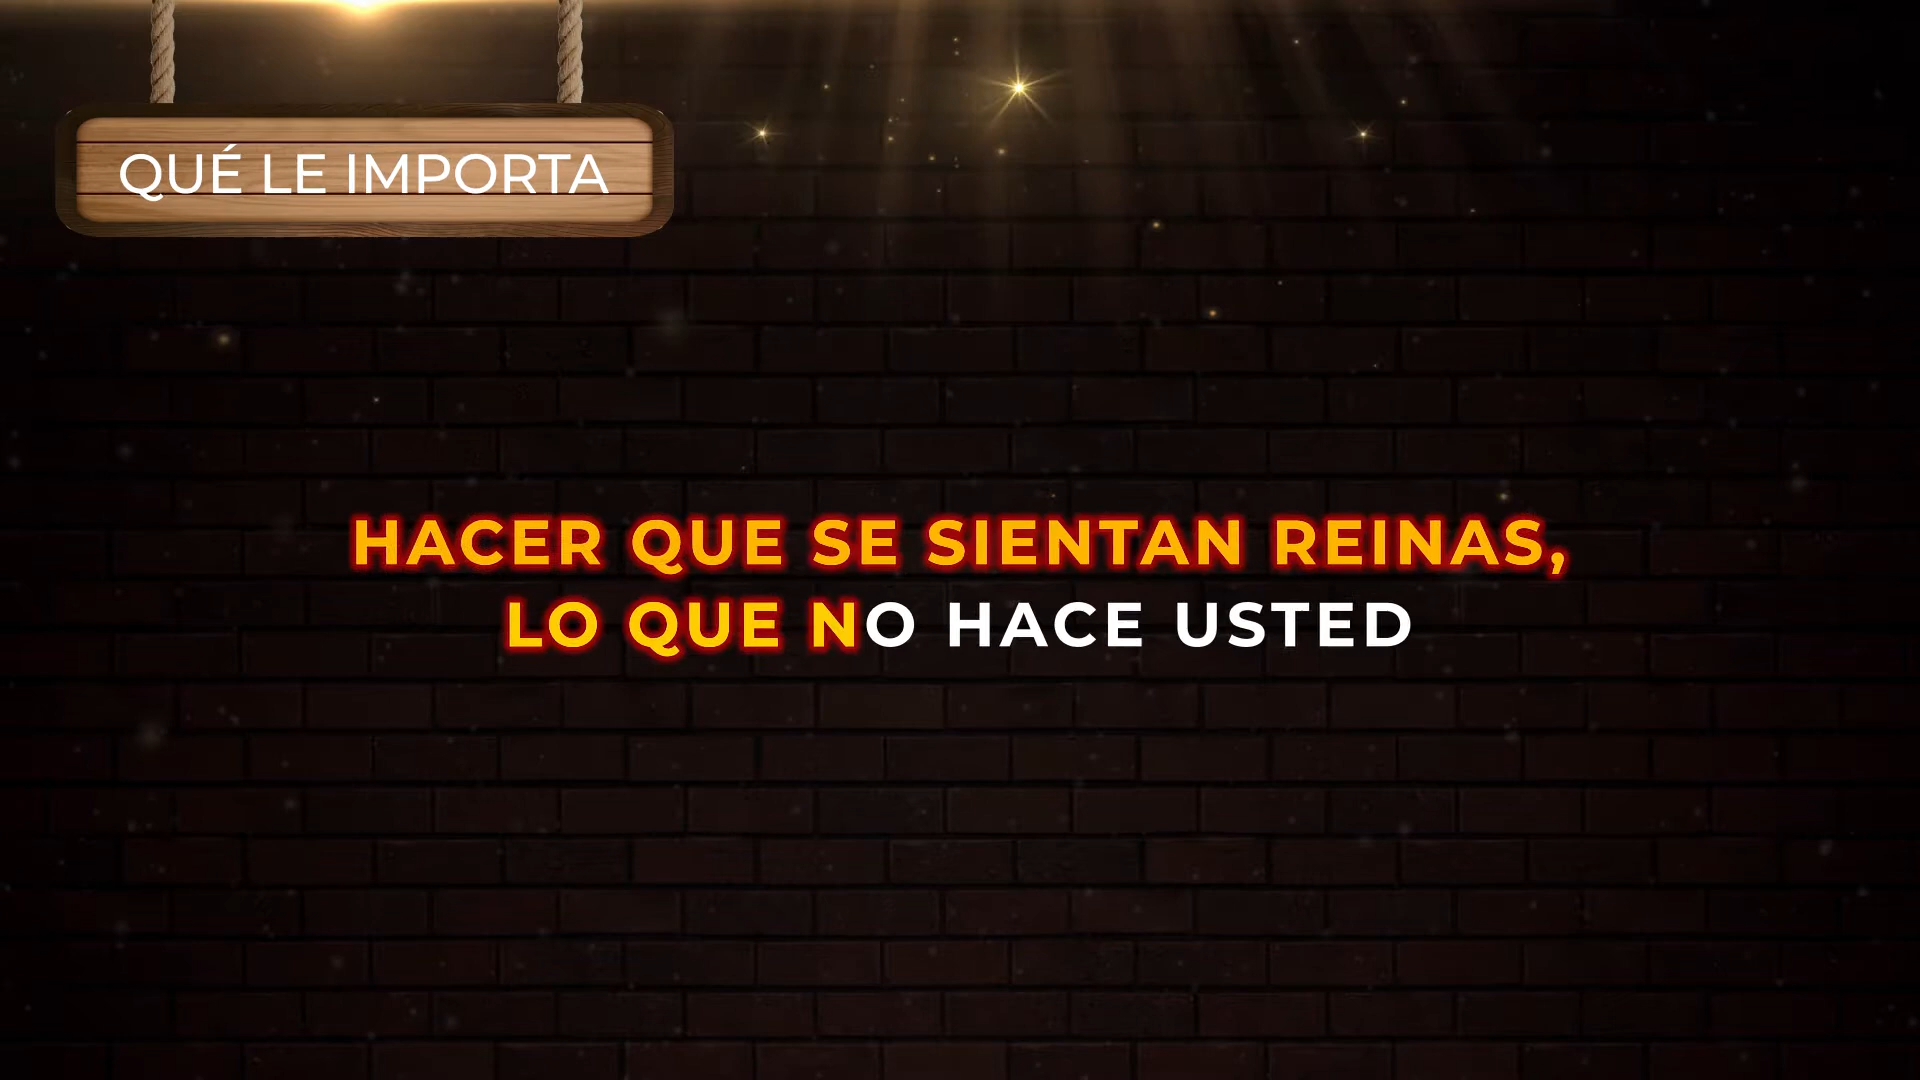 QUÉ LE IMPORTA
HACER QUE SE SIENTAN REINAS,
LO QUE NO HACE USTED